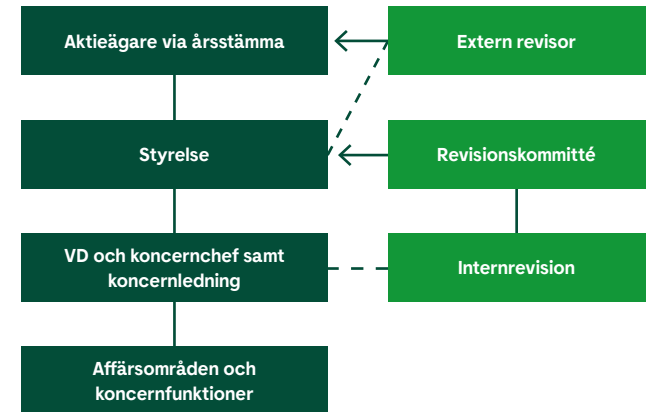 Aktieägare via årsstämma
Extern revisor
Styrelse
Revisionskommitté
VD och koncernchef samt
koncernledning
Internrevision
Affärsområden och
koncernfunktioner